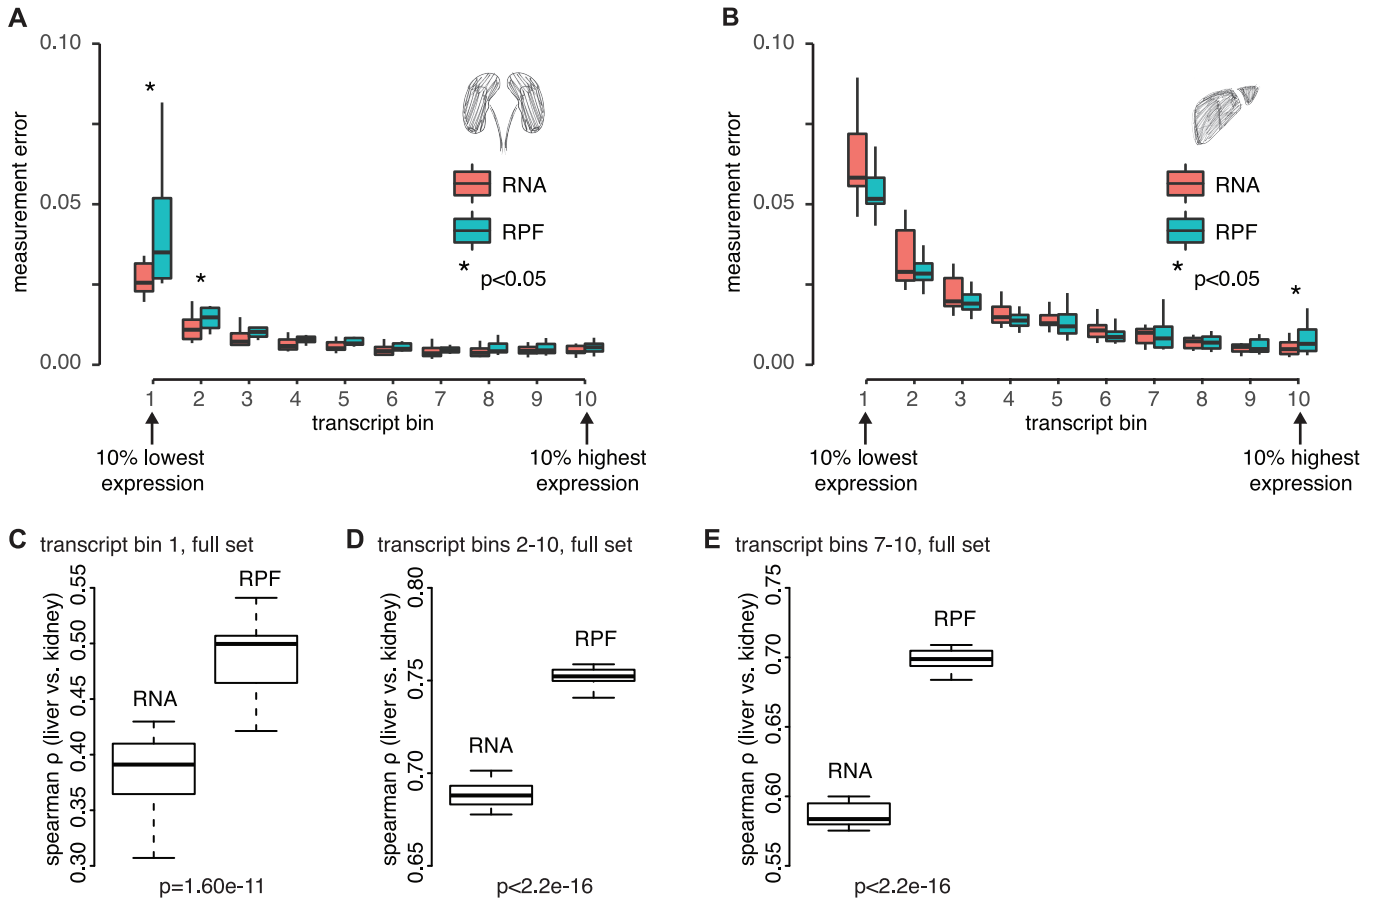 A
0.10
0.05
0.00
measurement error
*
*
RNA
RPF
*
p<0.05
1 2 3 4 5 6 7 8 9 10
transcript bin
10% lowest
expression
10% highest
expression
B
0.10
0.05
0.00
measurement error
RNA
RPF
*
p<0.05
*
1 2 3 4 5 6 7 8 9 10
transcript bin
10% lowest
expression
10% highest
expression
C transcript bin 1, full set
spearman ρ (liver vs. kidney)
0.55
0.50
0.45
0.40
0.35
0.30
RPF
RNA
p=1.60e-11
D transcript bins 2-10, full set
spearman ρ (liver vs. kidney)
0.80
0.75
0.70
0.65
RPF
RNA
p<2.2e-16
E transcript bins 7-10, full set
spearman ρ (liver vs. kidney)
0.75
0.70
0.65
0.60
0.55
RPF
RNA
p<2.2e-16